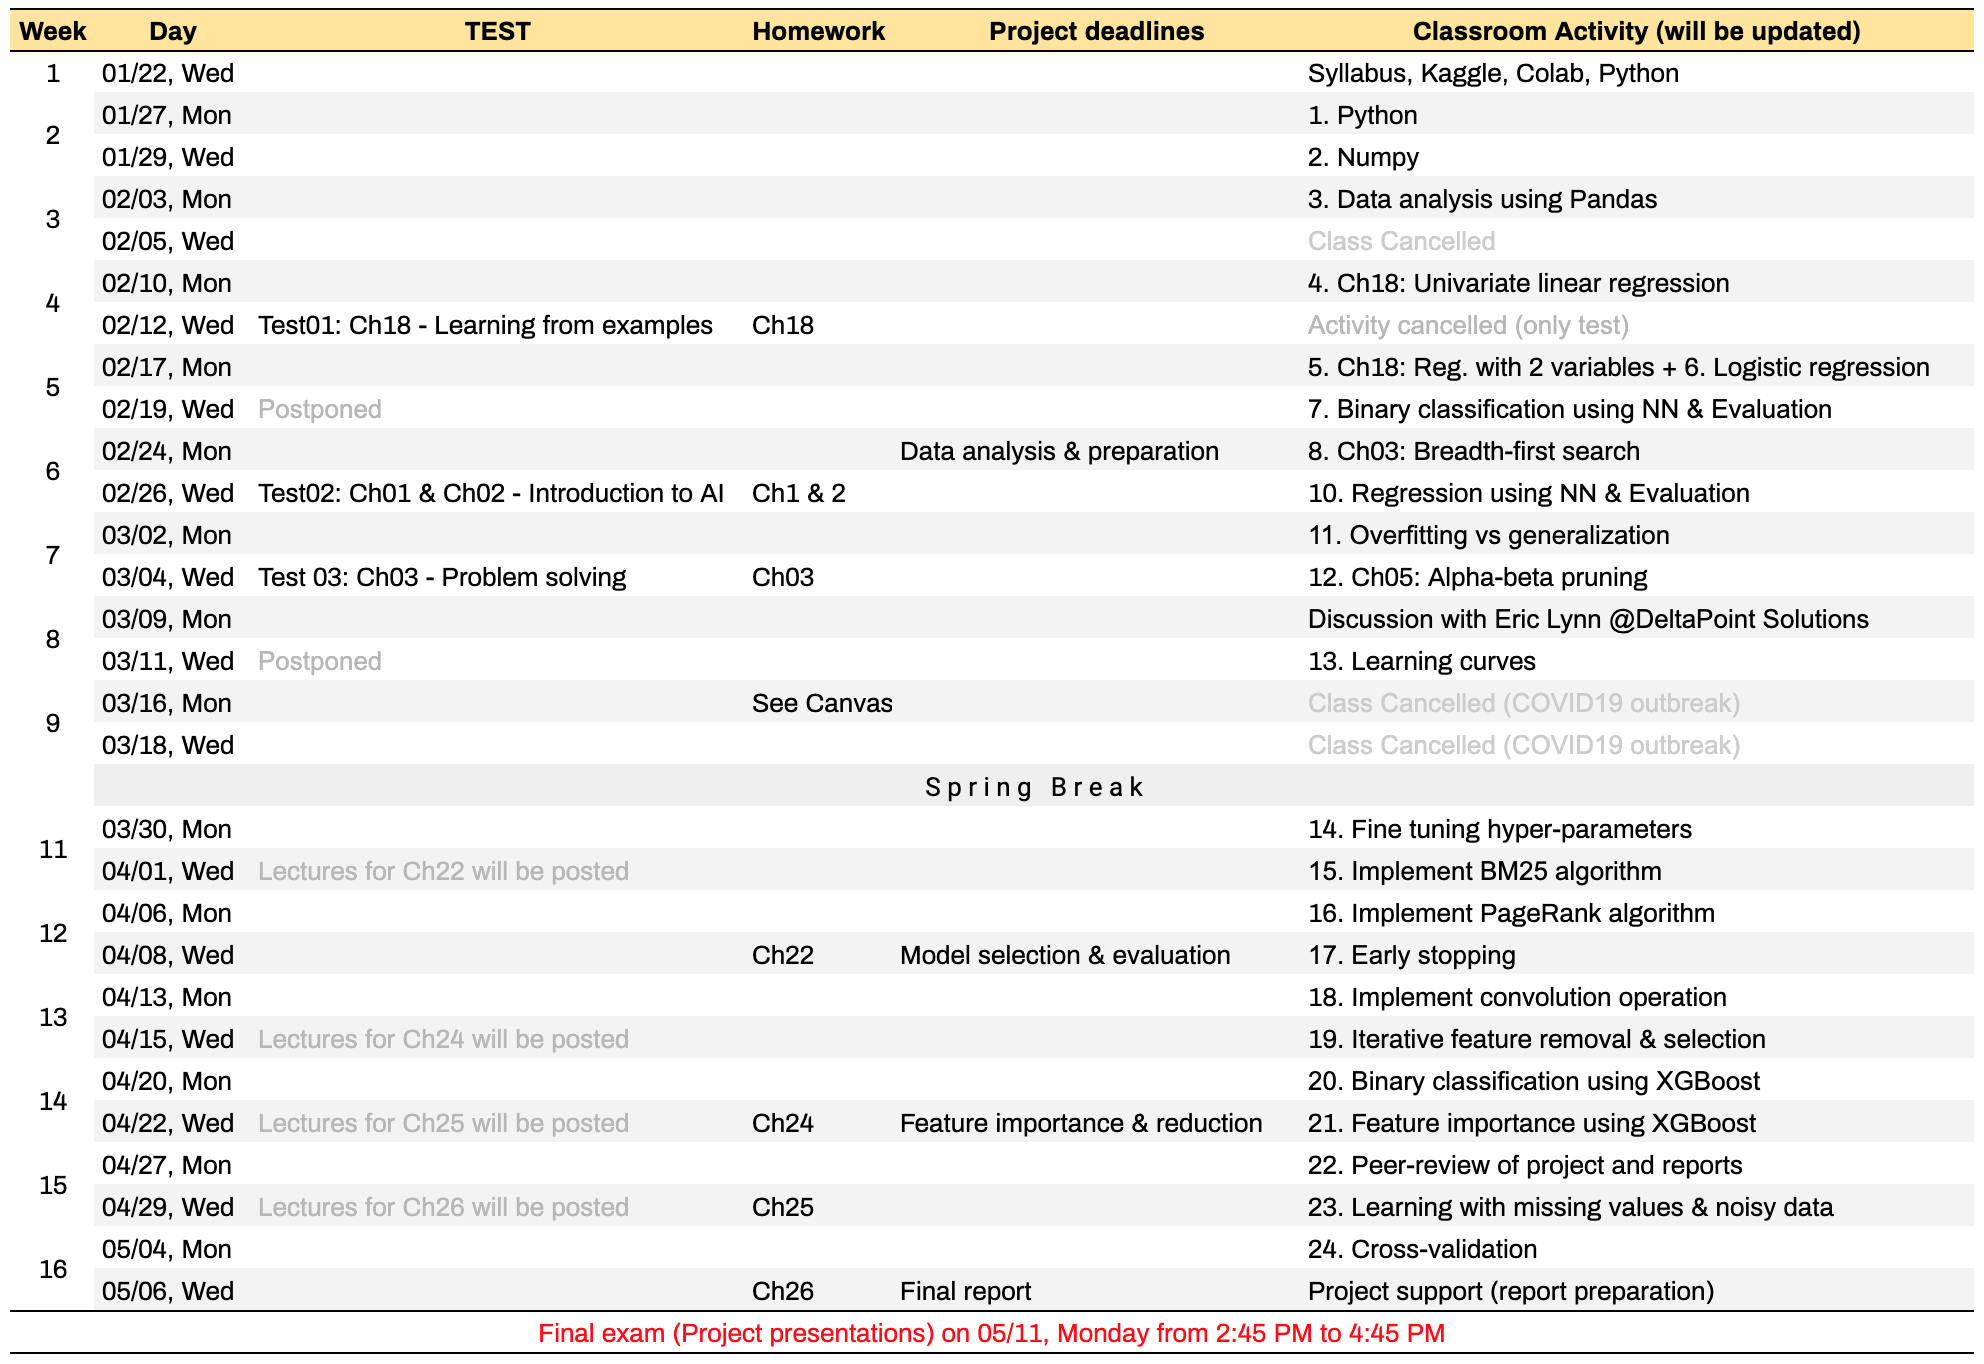 Week Day TEST Homework Project deadlines Classroom Activity (will be updated)
1 01/22, Wed Syllabus, Kaggle, Colab, Python
2 01/27, Mon 1. Python
01/29, Wed 2. Numpy
3 02/03, Mon 3. Data analysis using Pandas
02/05, Wed Class Cancelled
4 02/10, Mon 4. Ch18: Univariate linear regression
02/12, Wed Test01: Ch18 - Learning from examples Ch18 Activity cancelled (only test)
5 02/17, Mon 5. Ch18: Reg. with 2 variables + 6. Logistic regression
02/19, Wed Postponed 7. Binary classification using NN & Evaluation
6 02/24, Mon Data analysis & preparation 8. Ch03: Breadth-first search
02/26, Wed Test02: Ch01 & Ch02 - Introduction to AI Ch1 & 2 10. Regression using NN & Evaluation
7 03/02, Mon 11. Overfitting vs generalization
03/04, Wed Test 03: Ch03 - Problem solving Ch03 12. Ch05: Alpha-beta pruning
8 03/09, Mon Discussion with Eric Lynn @DeltaPoint Solutions
03/11, Wed Postponed 13. Learning curves
9 03/16, Mon See Canvas Class Cancelled (COVID19 outbreak)
03/18, Wed Class Cancelled (COVID19 outbreak)
Spring Break
11 03/30, Mon 14. Fine tuning hyper-parameters
04/01, Wed Lectures for Ch22 will be posted 15. Implement BM25 algorithm
12 04/06, Mon 16. Implement PageRank algorithm
04/08, Wed Ch22 Model selection & evaluation 17. Early stopping
13 04/13, Mon 18. Implement convolution operation
04/15, Wed Lectures for Ch24 will be posted 19. Iterative feature removal & selection
14 04/20, Mon 20. Binary classification using XGBoost
04/22, Wed Lectures for Ch25 will be posted Ch24 Feature importance & reduction 21. Feature importance using XGBoost
15 04/27, Mon 22. Peer-review of project and reports
04/29, Wed Lectures for Ch26 will be posted Ch25 23. Learning with missing values & noisy data
16 05/04, Mon 24. Cross-validation
05/06, Wed Ch26 Final report Project support (report preparation)
Final exam (Project presentations) on 05/11, Monday from 2:45 PM to 4:45 PM